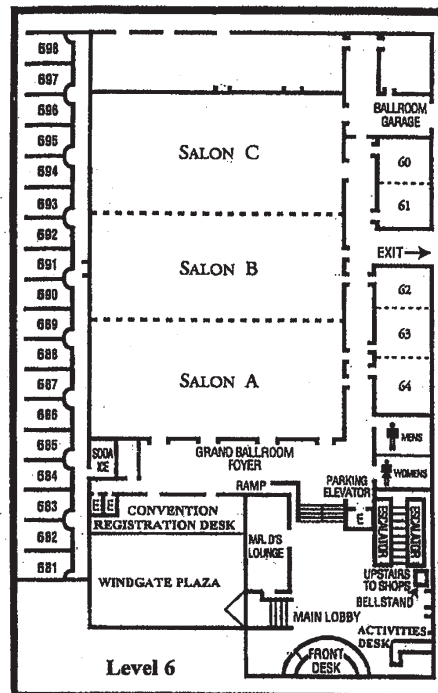 698
697
696
695
694
693
692
691
690
689
688
687
686
685
684
683
682
681
BALLROOM
GARAGE
SALON C
60
61
EXIT
SALON B
62
63
64
SALON A
MENS
WOMENS
GRAND BALLROOM
FOYER
SODA
ICE
RAMP
PARKING
ELEVATOR
E
E
E
CONVENTION
REGISTRATION DESK
ESCALATOR
ESCALATOR
MR. D'S
LOUNGE
WINDGATE PLAZA
UPSTAIRS
TO SHOPS
BELLSTAND
MAIN LOBBY
ACTIVITIES
DESK
FRONT
DESK
Level 6